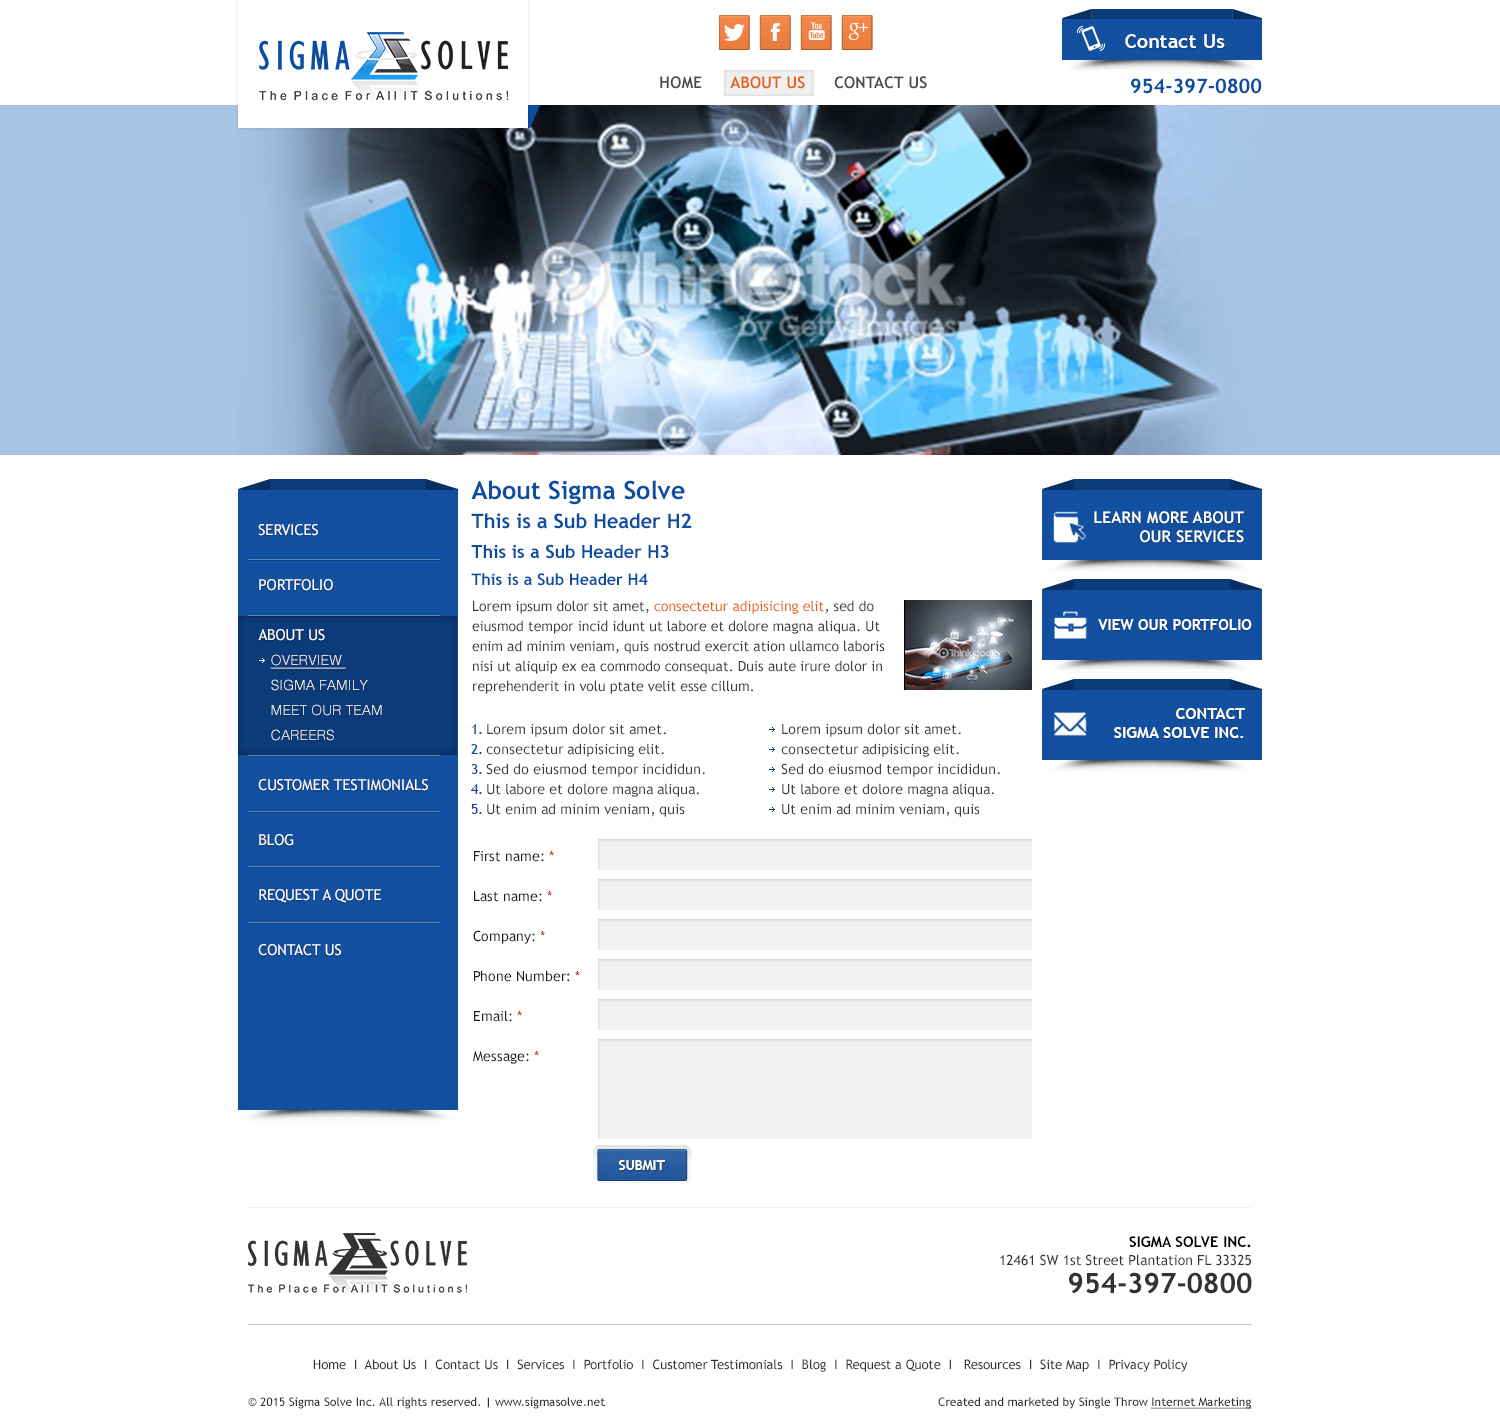 SIGMA SOLVE
The Place For All IT Solutions!
You Tube
g+
HOME ABOUT US CONTACT US
Contact Us
954-397-0800
Thinkstock.
by Getty Images
SERVICES
PORTFOLIO
ABOUT US
OVERVIEW
SIGMA FAMILY
MEET OUR TEAM
CAREERS
CUSTOMER TESTIMONIALS
BLOG
REQUEST A QUOTE
CONTACT US
About Sigma Solve
This is a Sub Header H2
This is a Sub Header H3
This is a Sub Header H4
Lorem ipsum dolor sit amet, consectetur adipisicing elit, sed do
eiusmod tempor incid idunt ut labore et dolore magna aliqua. Ut
enim ad minim veniam, quis nostrud exercit ation ullamco laboris
nisi ut aliquip ex ea commodo consequat. Duis aute irure dolor in
reprehenderit in volu ptate velit esse cillum.
Thinkstock
1. Lorem ipsum dolor sit amet.
2. consectetur adipisicing elit.
3. Sed do eiusmod tempor incididun.
4. Ut labore et dolore magna aliqua.
5. Ut enim ad minim veniam, quis
Lorem ipsum dolor sit amet.
consectetur adipisicing elit.
Sed do eiusmod tempor incididun.
Ut labore et dolore magna aliqua.
Ut enim ad minim veniam, quis
First name: *
Last name: *
Company: *
Phone Number: *
Email: *
Message: *
SUBMIT
LEARN MORE ABOUT
OUR SERVICES
VIEW OUR PORTFOLIO
CONTACT
SIGMA SOLVE INC.
SIGMA SOLVE
The Place For All IT Solutions!
SIGMA SOLVE INC.
12461 SW 1st Street Plantation FL 33325
954-397-0800
Home | About Us | Contact Us | Services | Portfolio | Customer Testimonials | Blog | Request a Quote | Resources | Site Map | Privacy Policy
© 2015 Sigma Solve Inc. All rights reserved. | www.sigmasolve.net
Created and marketed by Single Throw Internet Marketing